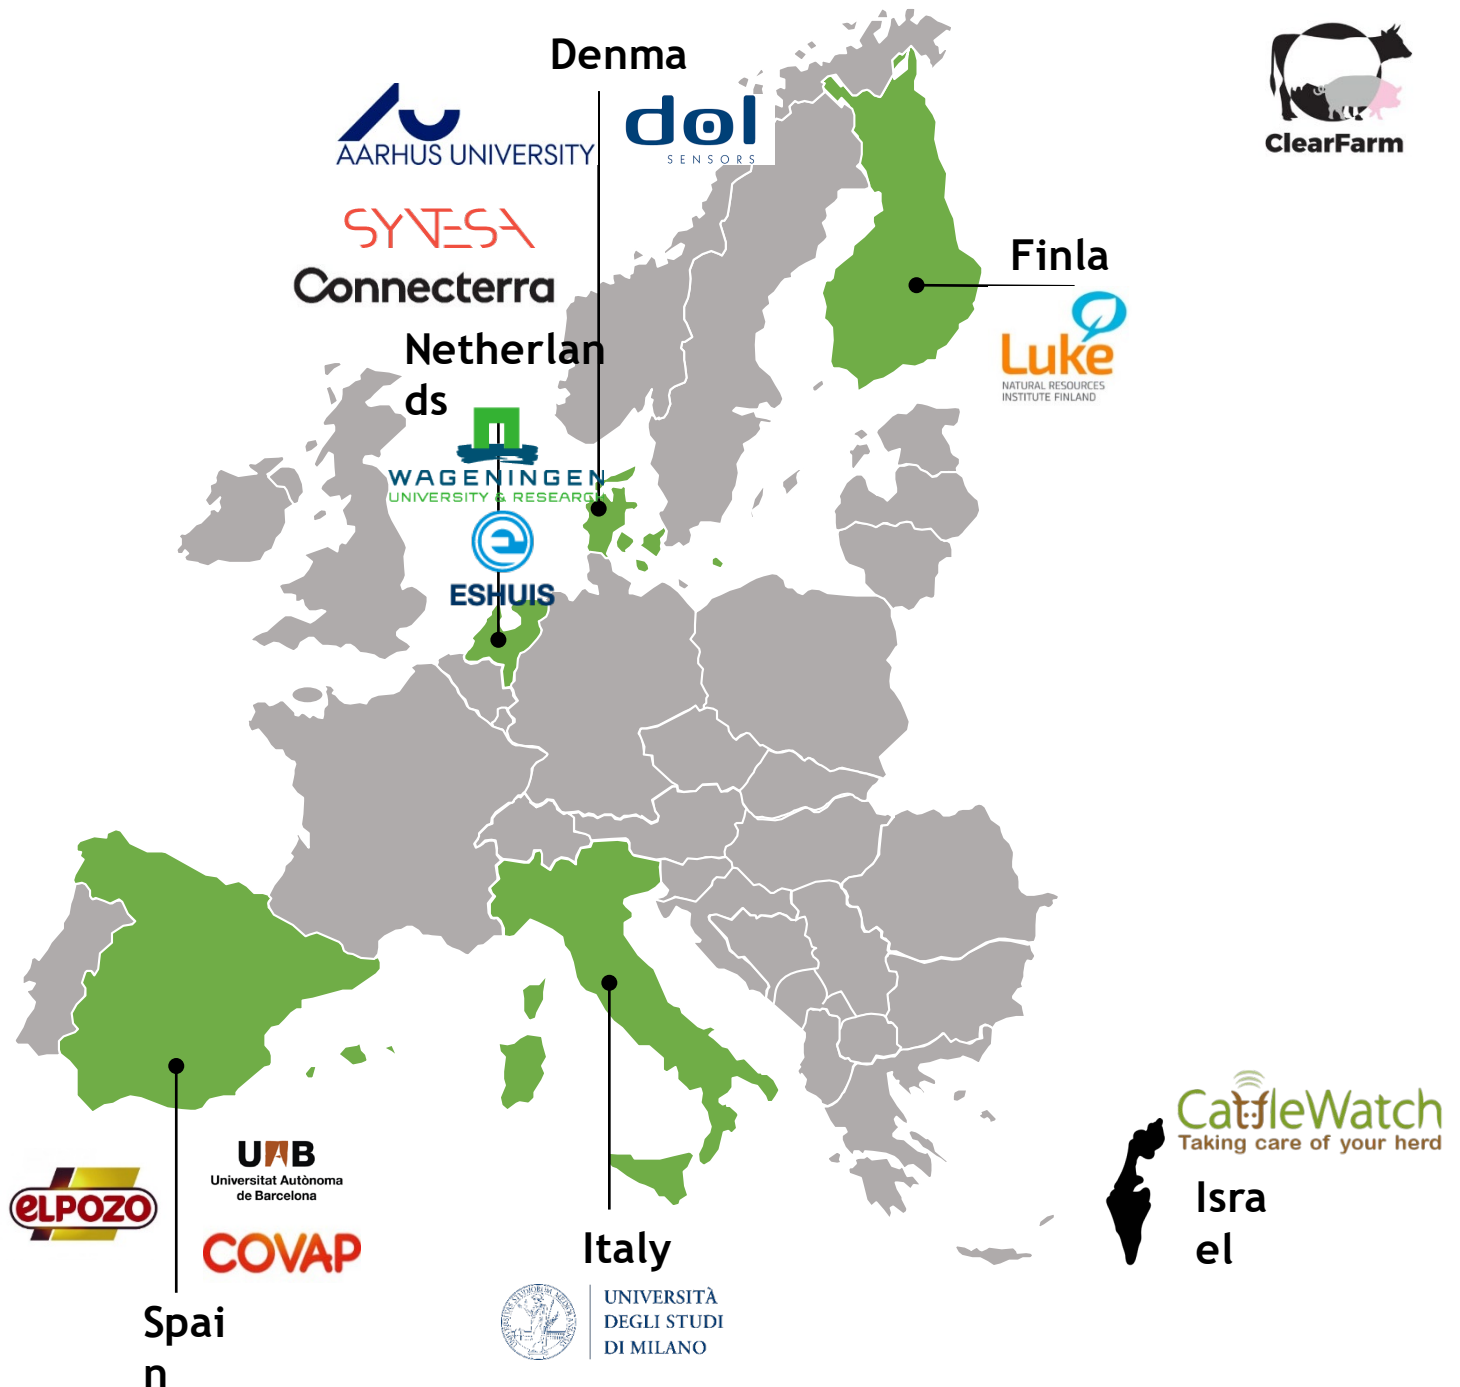 Denma
AARHUS UNIVERSITY
dol
SENSORS
ClearFarm
SYNTESA
Connecterra
Finla
Luke
NATURAL RESOURCES
INSTITUTE FINLAND
Netherlan
ds
WAGENINGEN
UNIVERSITY & RESEARCH
ESHUIS
CattleWatch
Taking care of your herd
Isra
el
UAB
Universitat Autònoma
de Barcelona
ELPOZO
COVAP
Spai
n
Italy
UNIVERSITÀ
DEGLI STUDI
DI MILANO